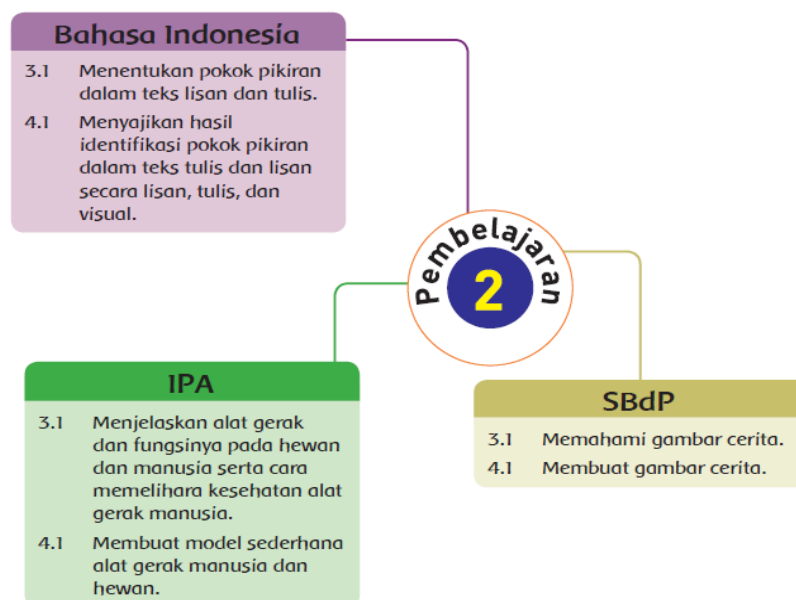 Bahasa Indonesia
3.1 Menentukan pokok pikiran
dalam teks lisan dan tulis.
4.1 Menyajikan hasil
identifikasi pokok pikiran
dalam teks tulis dan lisan
secara lisan, tulis, dan
visual.
Pembelajaran
2
IPA
3.1 Menjelaskan alat gerak
dan fungsinya pada hewan
dan manusia serta cara
memelihara kesehatan alat
gerak manusia.
4.1 Membuat model sederhana
alat gerak manusia dan
hewan.
SBdP
3.1 Memahami gambar cerita.
4.1 Membuat gambar cerita.